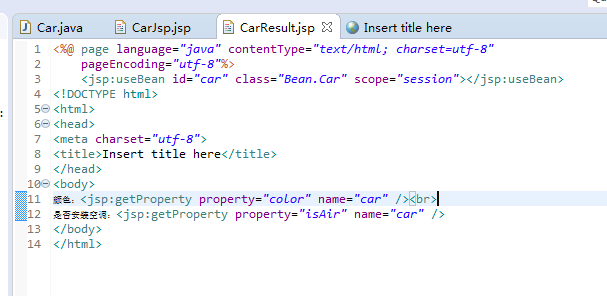 Car.java CarJsp.jsp CarResult.jsp Insert title here
1 <%@ page language="java" contentType="text/html; charset=utf-8"
2 pageEncoding="utf-8"%>
3 <jsp:useBean id="car" class="Bean.Car" scope="session"></jsp:useBean>
4 <!DOCTYPE html>
5 <html>
6 <head>
7 <meta charset="utf-8">
8 <title>Insert title here</title>
9 </head>
10 <body>
11 颜色：<jsp:getProperty property="color" name="car" /><br>
12 是否安装空调：<jsp:getProperty property="isAir" name="car" />
13 </body>
14 </html>